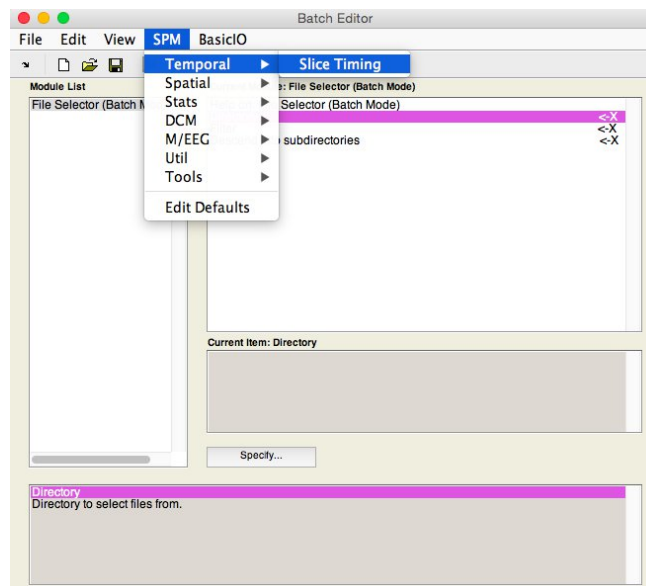 Batch Editor
File Edit View SPM BasicIO
Temporal
Slice Timing
Spatial
Stats
DCM
M/EEG
Util
Tools
Edit Defaults
Module List
: File Selector (Batch Mode)
File Selector (Batch
Selector (Batch Mode)
<-X
<-X
subdirectories <-X
Current Item: Directory
Specify...
Directory
Directory to select files from.